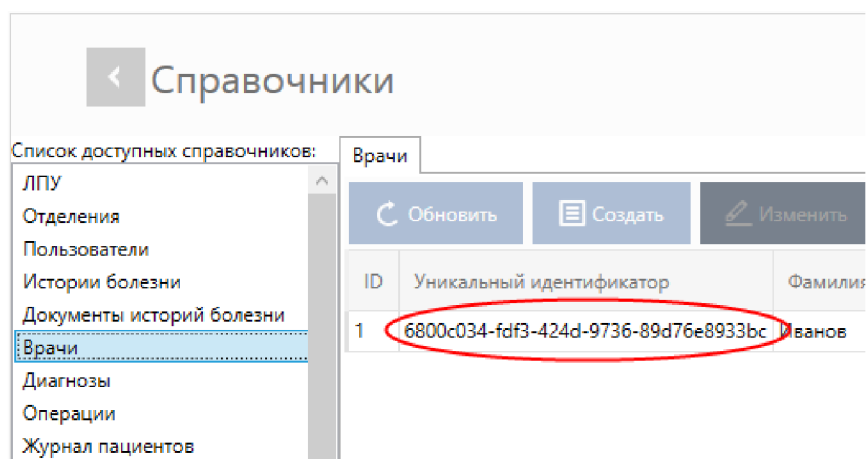 Справочники
Список доступных справочников:
ЛПУ
Отделения
Пользователи
Истории болезни
Документы историй болезни
Врачи
Диагнозы
Операции
Журнал пациентов
Врачи
Обновить Создать Изменить
ID Уникальный идентификатор Фамилия
1 6800c034-fdf3-424d-9736-89d76e8933bc Иванов